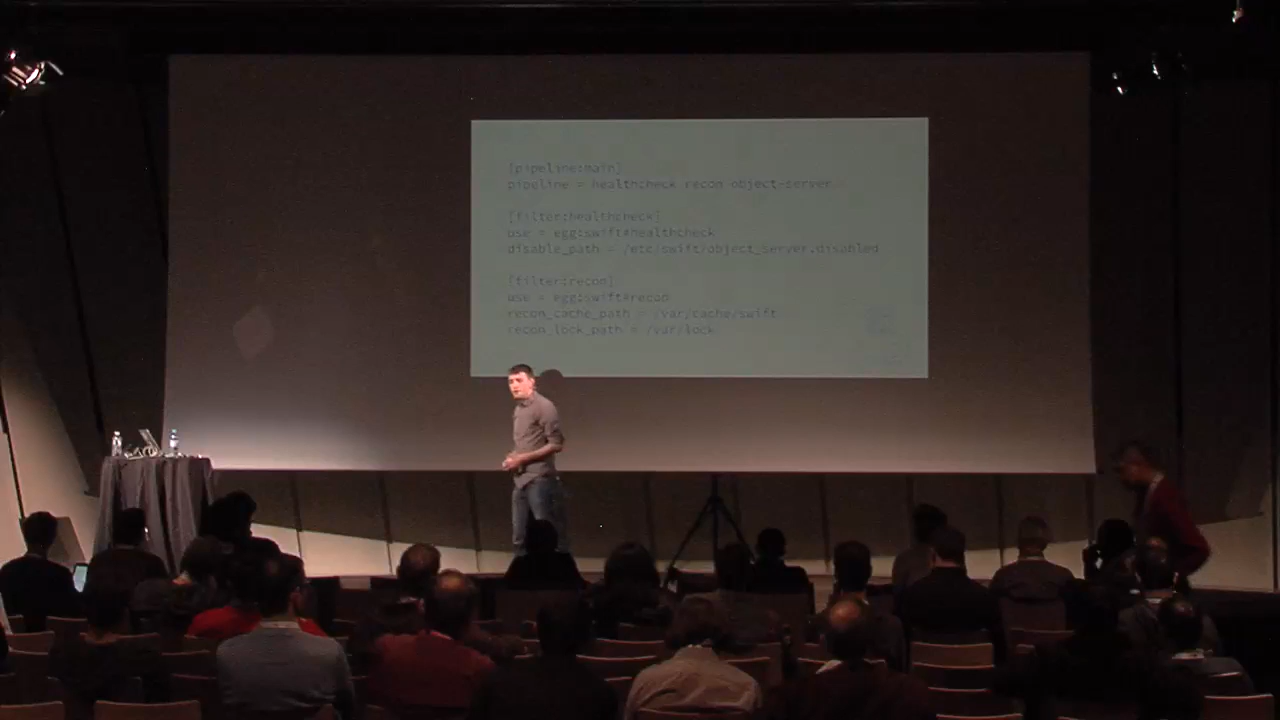 [pipeline:main]
pipeline = healthcheck recon object-server
[filter:healthcheck]
use = egg:swift#healthcheck
disable_path = /etc/swift/object_server.disabled
[filter:recon]
use = egg:swift#recon
recon_cache_path = /var/cache/swift
recon_lock_path = /var/lock